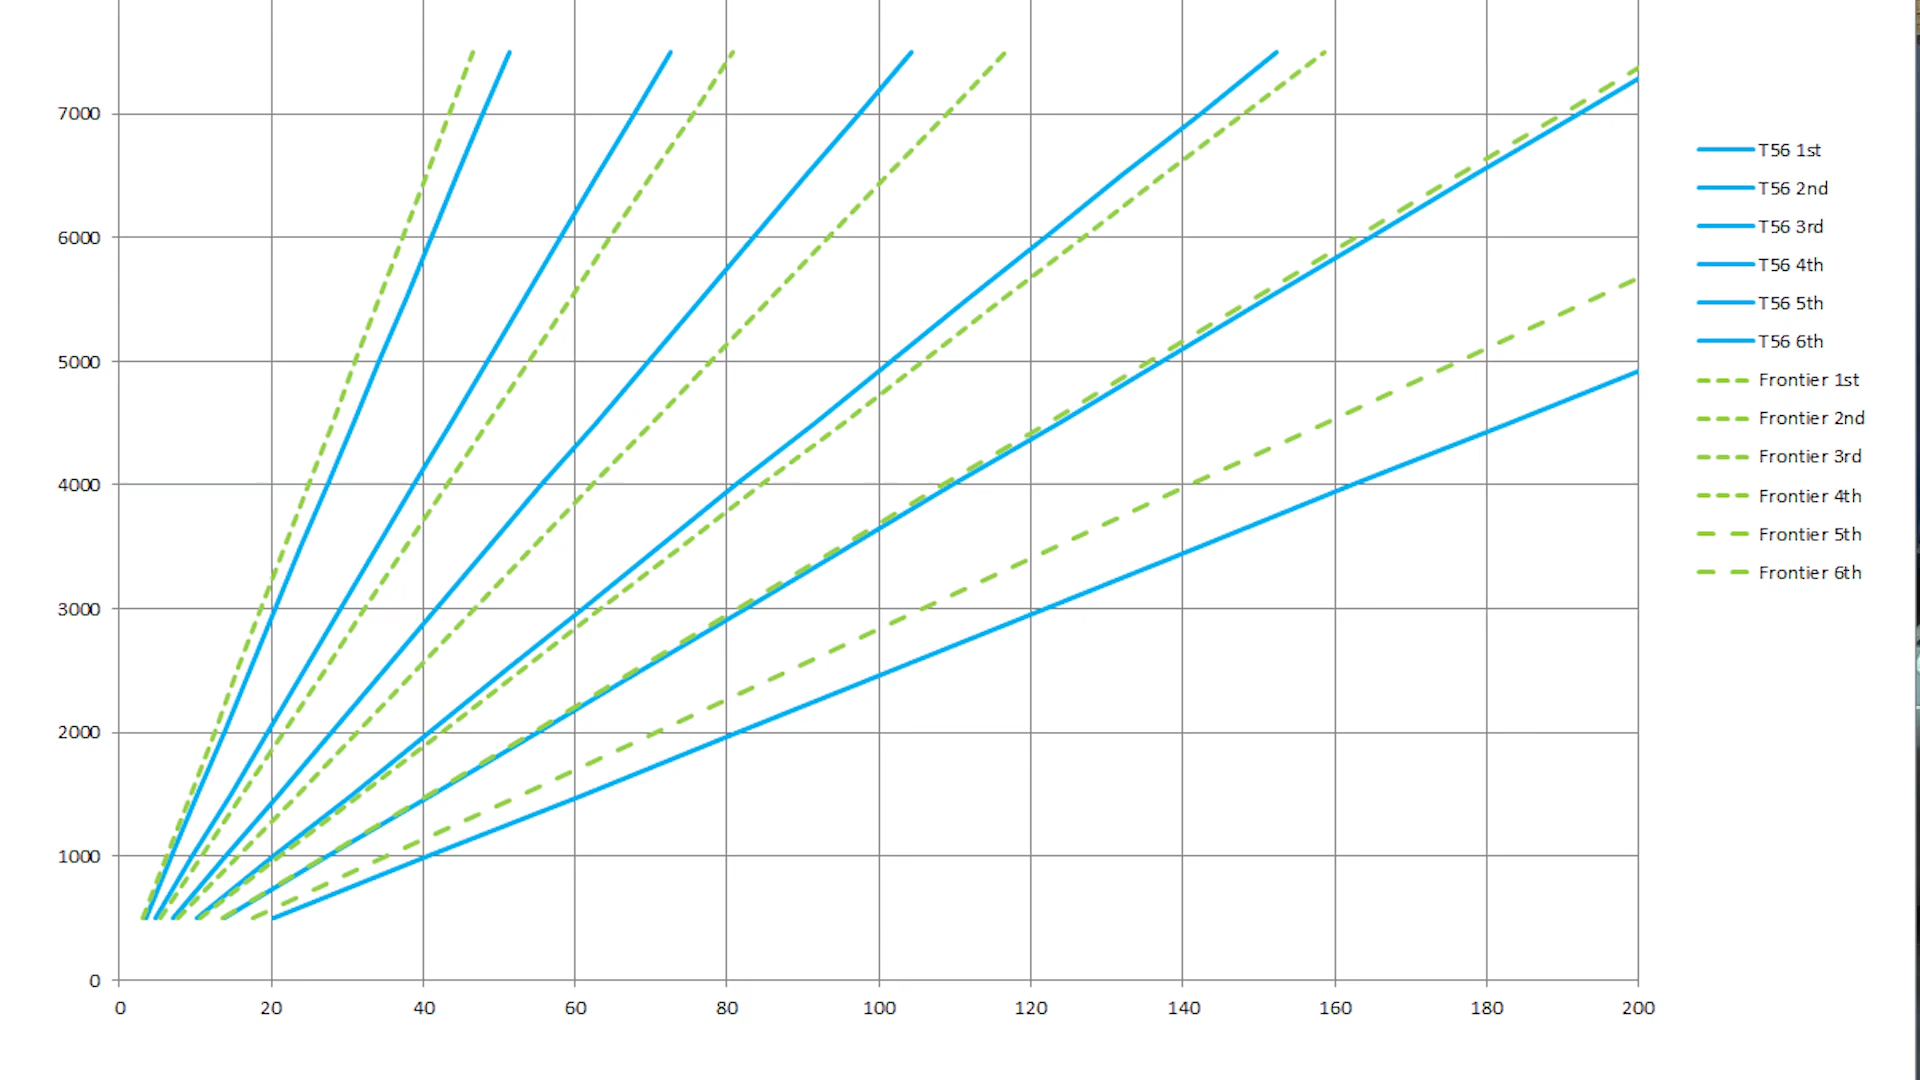 7000
6000
5000
4000
3000
2000
1000
0
0 20 40 60 80 100 120 140 160 180 200
T56 1st
T56 2nd
T56 3rd
T56 4th
T56 5th
T56 6th
Frontier 1st
Frontier 2nd
Frontier 3rd
Frontier 4th
Frontier 5th
Frontier 6th